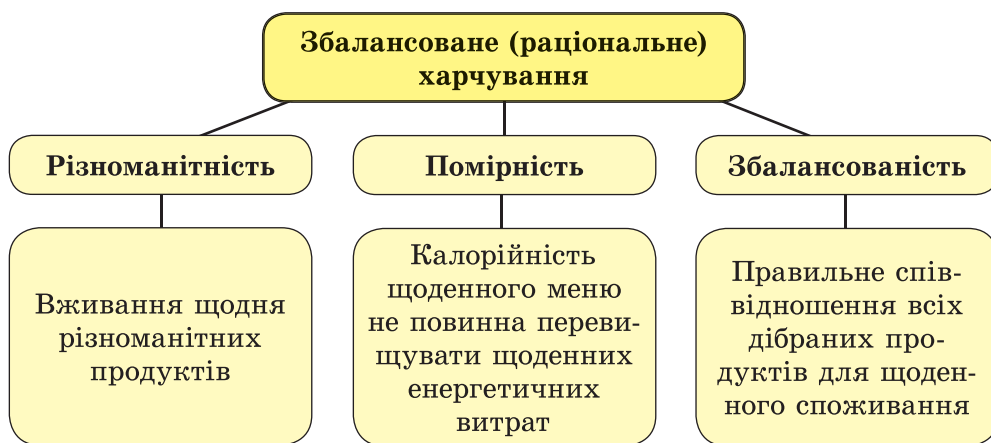 Збалансоване (раціональне)
харчування
Різноманітність
Помірність
Збалансованість
Вживання щодня
різноманітних
продуктів
Калорійність
щоденного меню
не повинна переви-
щувати щоденних
енергетичних
витрат
Правильне спів-
відношення всіх
дібраних про-
дуктів для щоден-
ного споживання